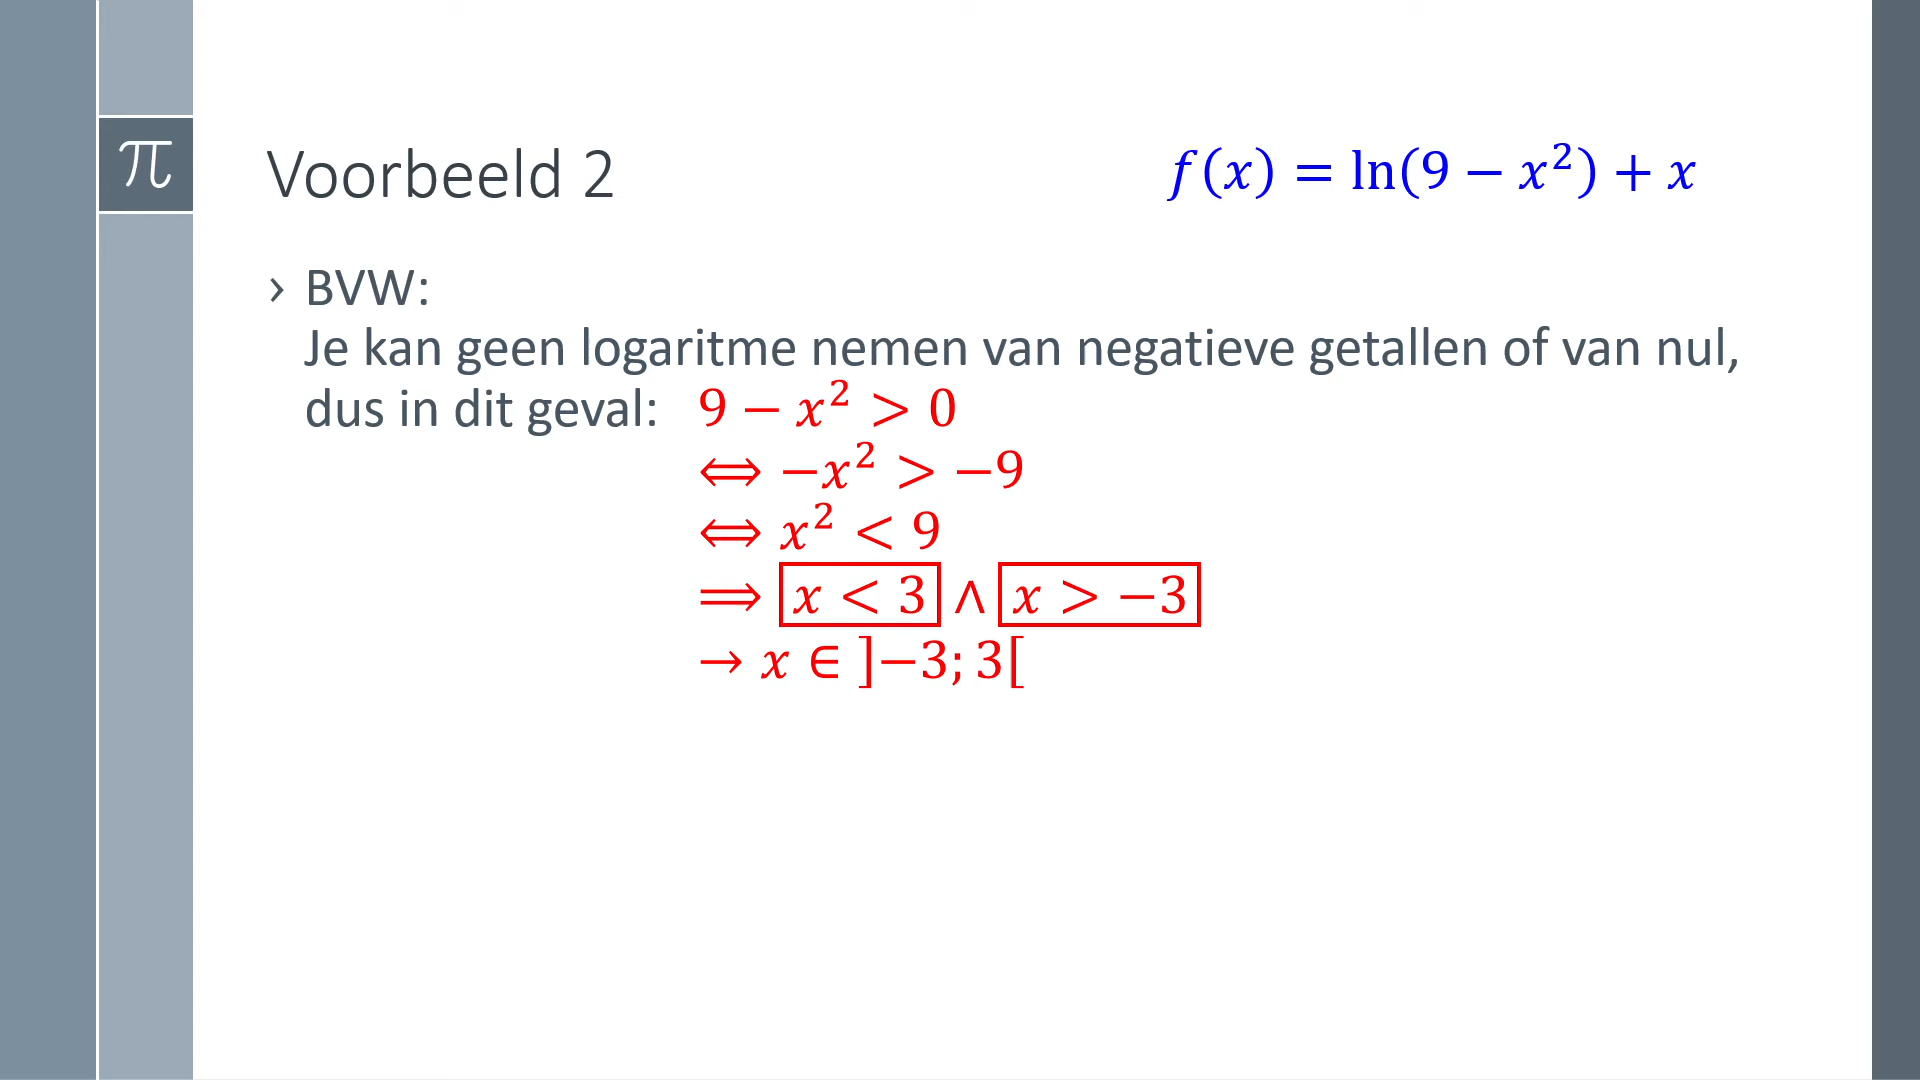 π
Voorbeeld 2
f(x) = ln(9 − x²) + x
› BVW:
Je kan geen logaritme nemen van negatieve getallen of van nul,
dus in dit geval: 9 − x² > 0
⟺ −x² > −9
⟺ x² < 9
⟹ x < 3 ∧ x > −3
→ x ∈ ]−3; 3[